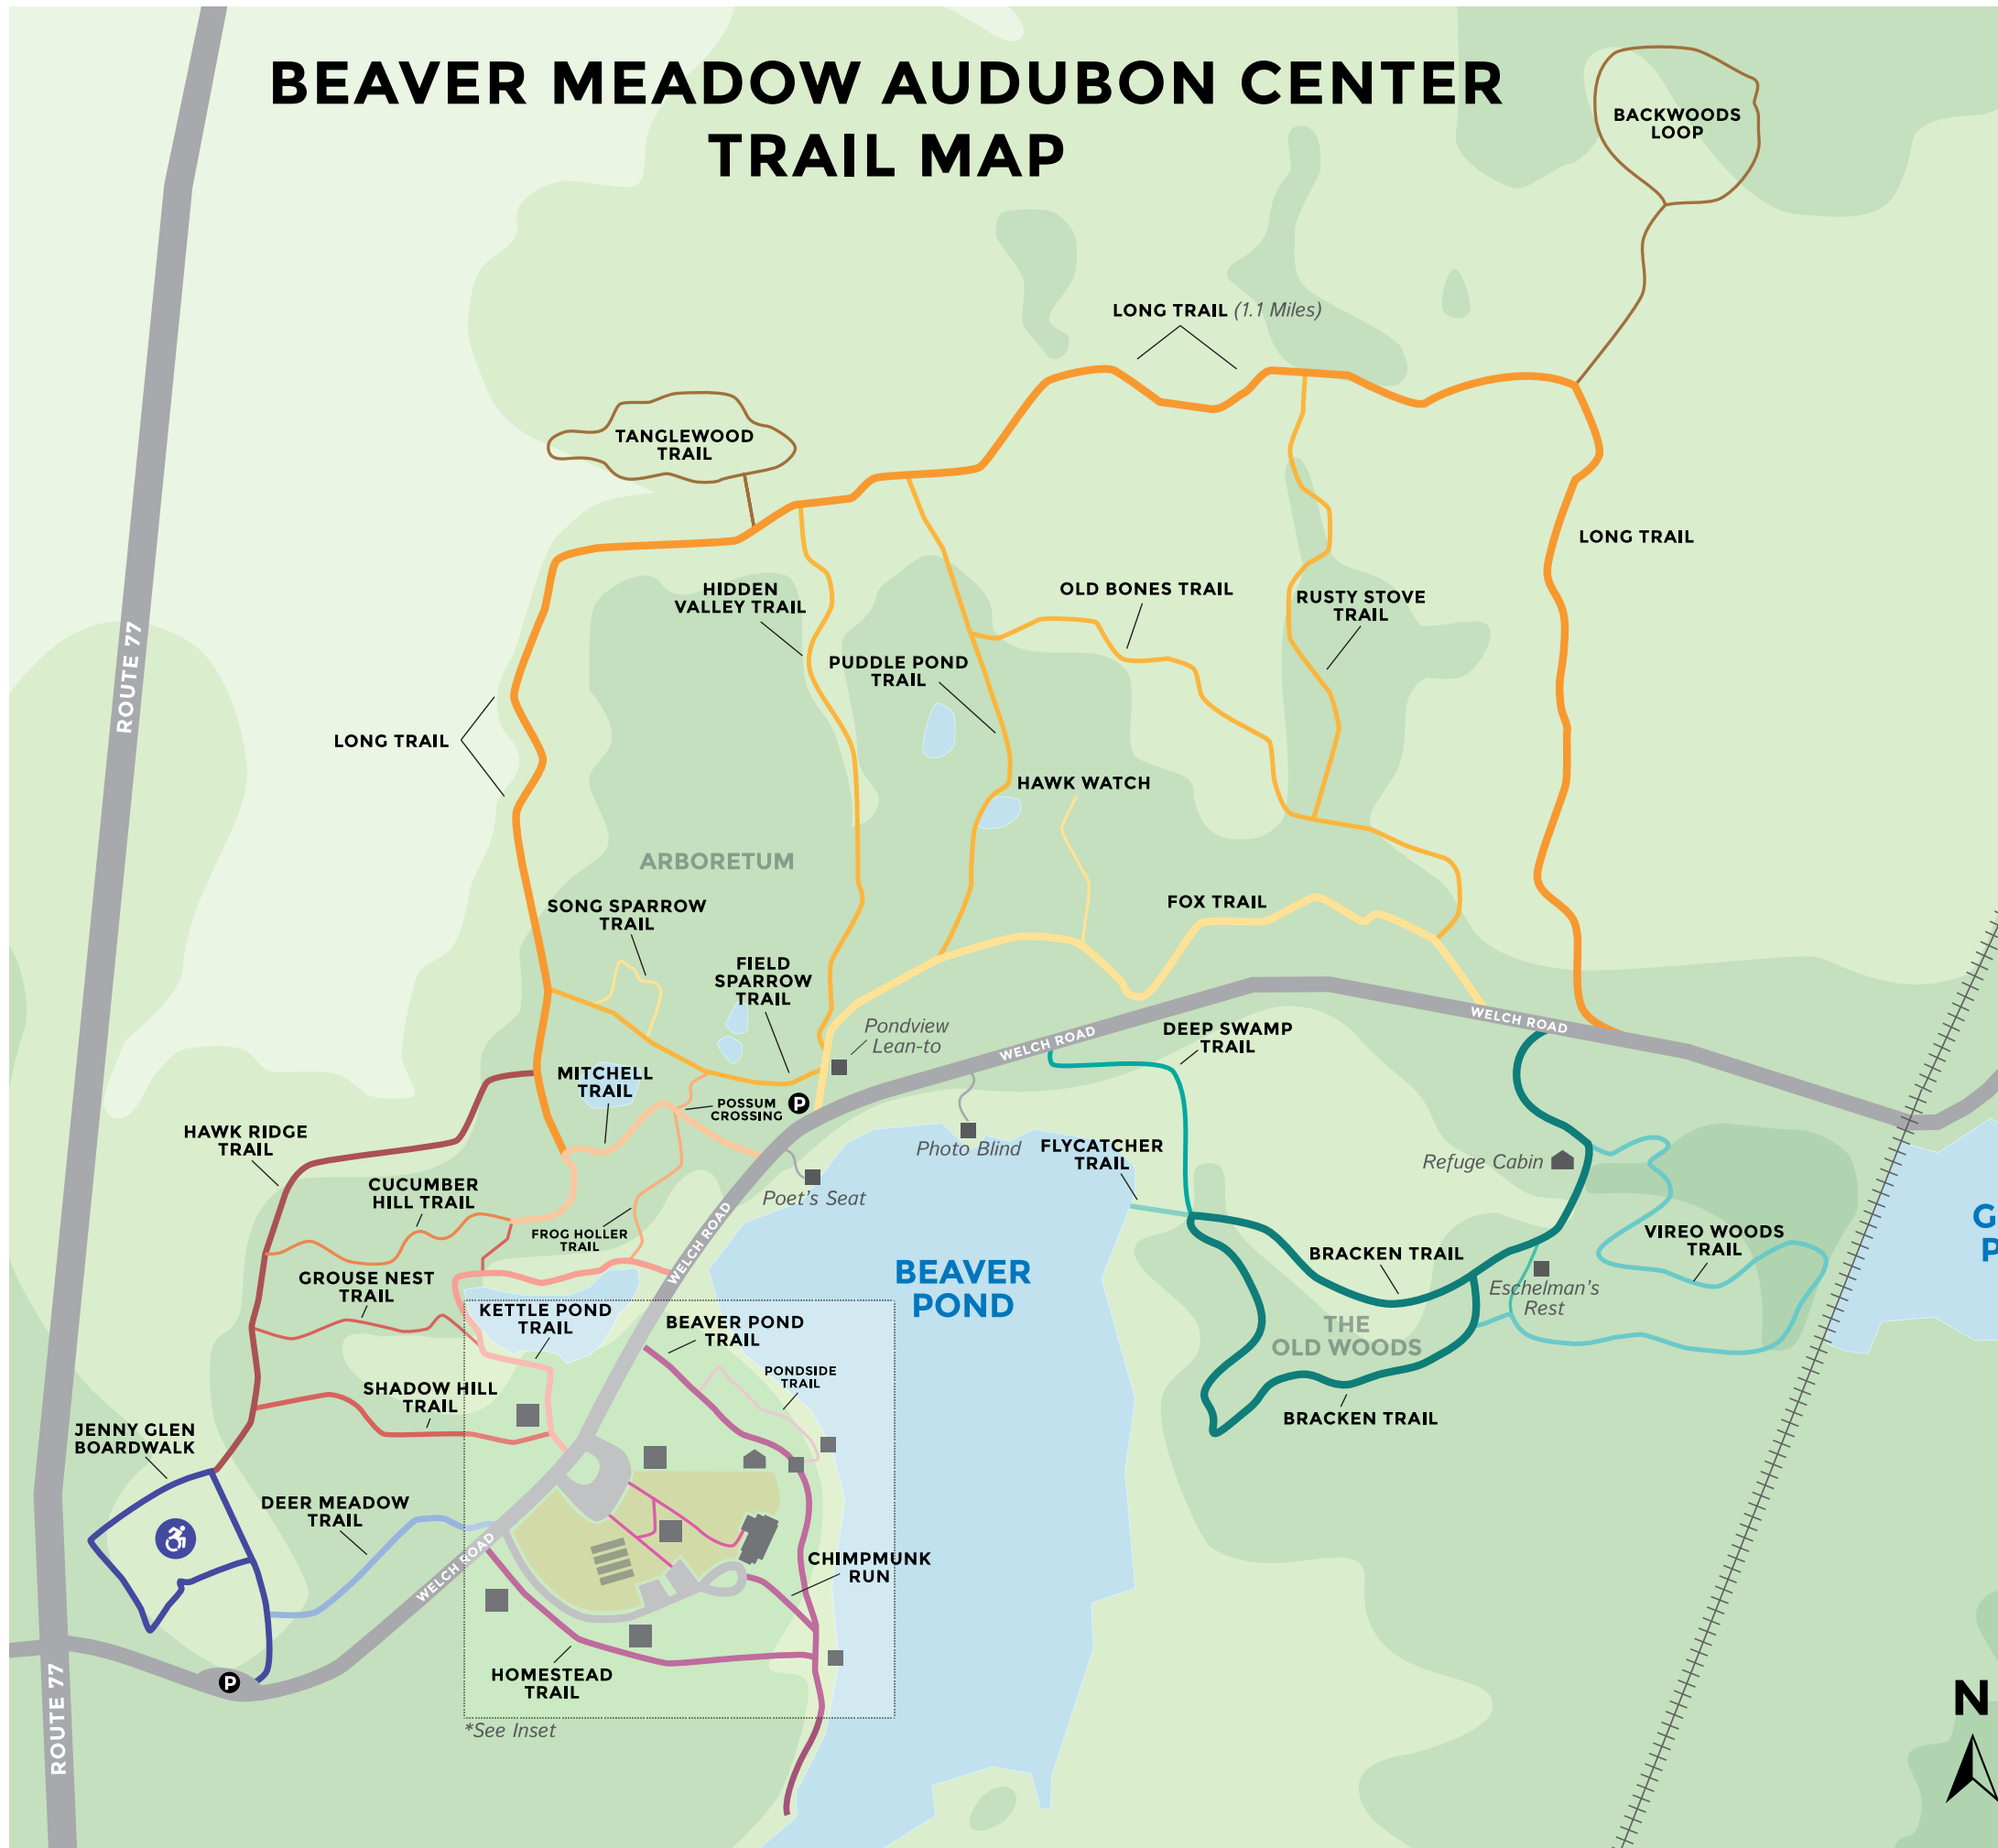 BEAVER MEADOW AUDUBON CENTER
TRAIL MAP
BACKWOODS
LOOP
LONG TRAIL (1.1 Miles)
TANGLEWOOD
TRAIL
LONG TRAIL
HIDDEN
VALLEY TRAIL
OLD BONES TRAIL
RUSTY STOVE
TRAIL
ROUTE 77
PUDDLE POND
TRAIL
LONG TRAIL
HAWK WATCH
ARBORETUM
SONG SPARROW
TRAIL
FOX TRAIL
FIELD
SPARROW
TRAIL
Pondview
Lean-to
WELCH ROAD
WELCH ROAD
DEEP SWAMP
TRAIL
MITCHELL
TRAIL
POSSUM
CROSSING
P
HAWK RIDGE
TRAIL
Photo Blind
FLYCATCHER
TRAIL
Refuge Cabin
CUCUMBER
HILL TRAIL
Poet's Seat
FROG HOLLER
TRAIL
WELCH ROAD
VIREO WOODS
TRAIL
G
P
BRACKEN TRAIL
BEAVER
POND
GROUSE NEST
TRAIL
Eschelman's
Rest
KETTLE POND
TRAIL
BEAVER POND
TRAIL
THE
OLD WOODS
PONDSIDE
TRAIL
SHADOW HILL
TRAIL
BRACKEN TRAIL
JENNY GLEN
BOARDWALK
DEER MEADOW
TRAIL
WELCH ROAD
CHIMPMUNK
RUN
HOMESTEAD
TRAIL
P
ROUTE 77
*See Inset
N